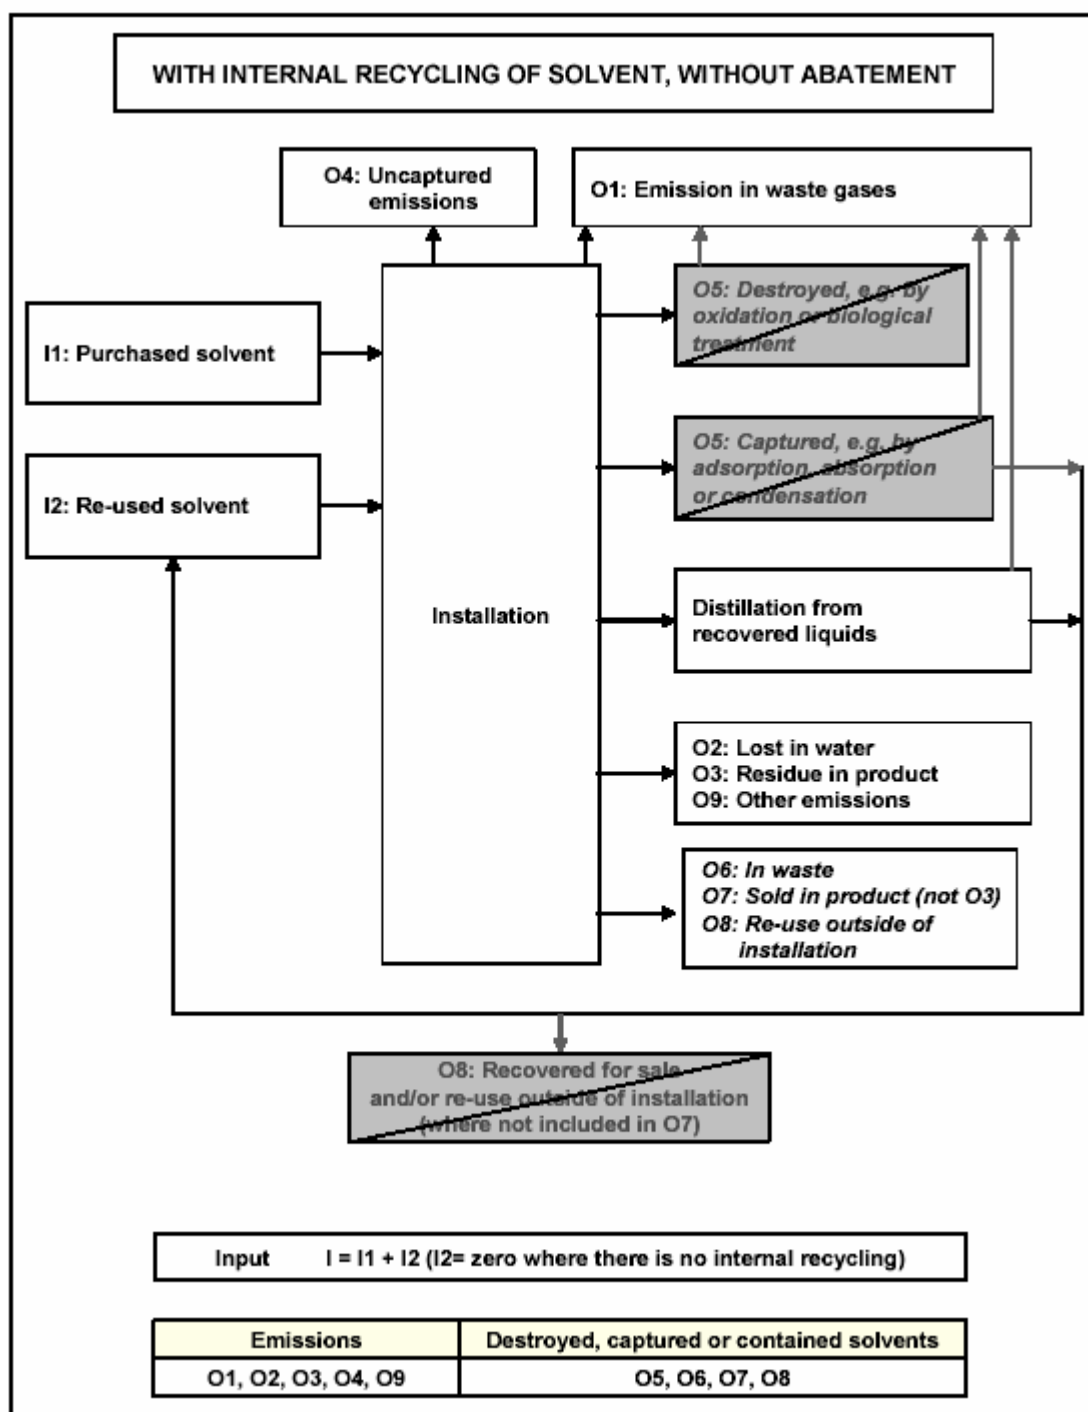 WITH INTERNAL RECYCLING OF SOLVENT, WITHOUT ABATEMENT
O4: Uncaptured
emissions
O1: Emission in waste gases
I1: Purchased solvent
I2: Re-used solvent
Installation
O5: Destroyed, e.g. by
oxidation or biological
treatment
O5: Captured, e.g. by
adsorption, absorption
or condensation
Distillation from
recovered liquids
O2: Lost in water
O3: Residue in product
O9: Other emissions
O6: In waste
O7: Sold in product (not O3)
O8: Re-use outside of
installation
O8: Recovered for sale
and/or re-use outside of installation
(where not included in O7)
Input I = I1 + I2 (I2= zero where there is no internal recycling)
Emissions Destroyed, captured or contained solvents
O1, O2, O3, O4, O9 O5, O6, O7, O8